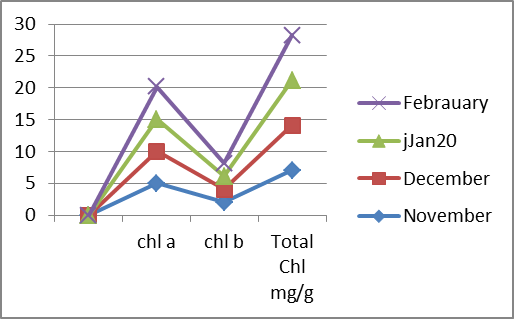 30
25
20
15
10
5
0
chl a
chl b
Total
Chl
mg/g
Febrauary
jJan20
December
November